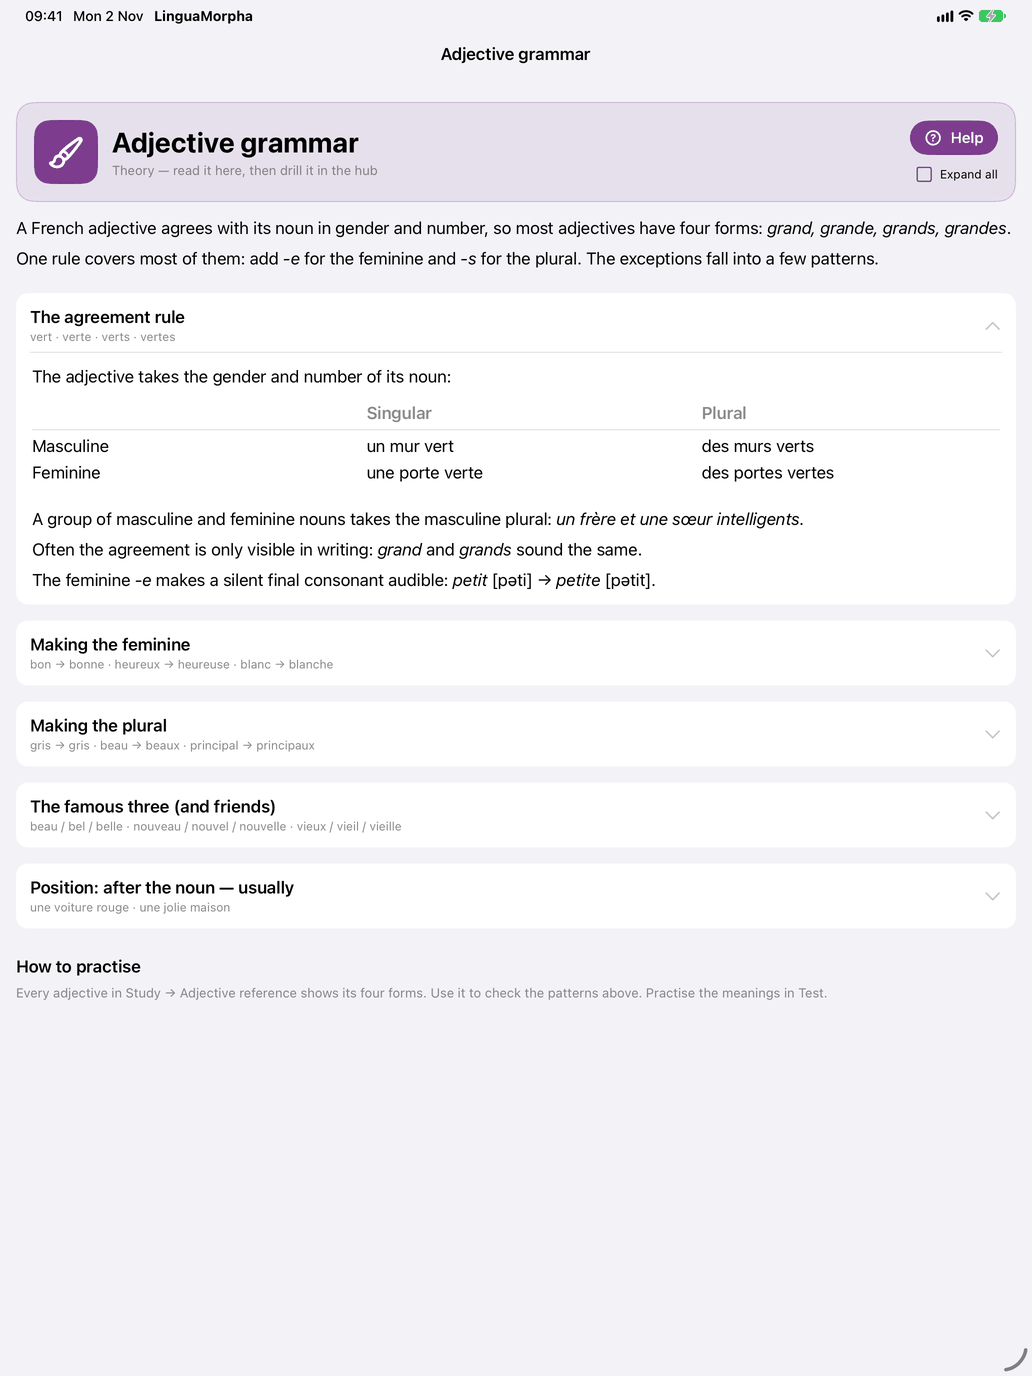 09:41 Mon 2 Nov LinguaMorpha
Adjective grammar
Adjective grammar
Theory — read it here, then drill it in the hub
Help
Expand all
A French adjective agrees with its noun in gender and number, so most adjectives have four forms: grand, grande, grands, grandes.
One rule covers most of them: add -e for the feminine and -s for the plural. The exceptions fall into a few patterns.
The agreement rule
vert · verte · verts · vertes
The adjective takes the gender and number of its noun:
Singular Plural
Masculine un mur vert des murs verts
Feminine une porte verte des portes vertes
A group of masculine and feminine nouns takes the masculine plural: un frère et une sœur intelligents.
Often the agreement is only visible in writing: grand and grands sound the same.
The feminine -e makes a silent final consonant audible: petit [pəti] → petite [pətit].
Making the feminine
bon → bonne · heureux → heureuse · blanc → blanche
Making the plural
gris → gris · beau → beaux · principal → principaux
The famous three (and friends)
beau / bel / belle · nouveau / nouvel / nouvelle · vieux / vieil / vieille
Position: after the noun — usually
une voiture rouge · une jolie maison
How to practise
Every adjective in Study → Adjective reference shows its four forms. Use it to check the patterns above. Practise the meanings in Test.